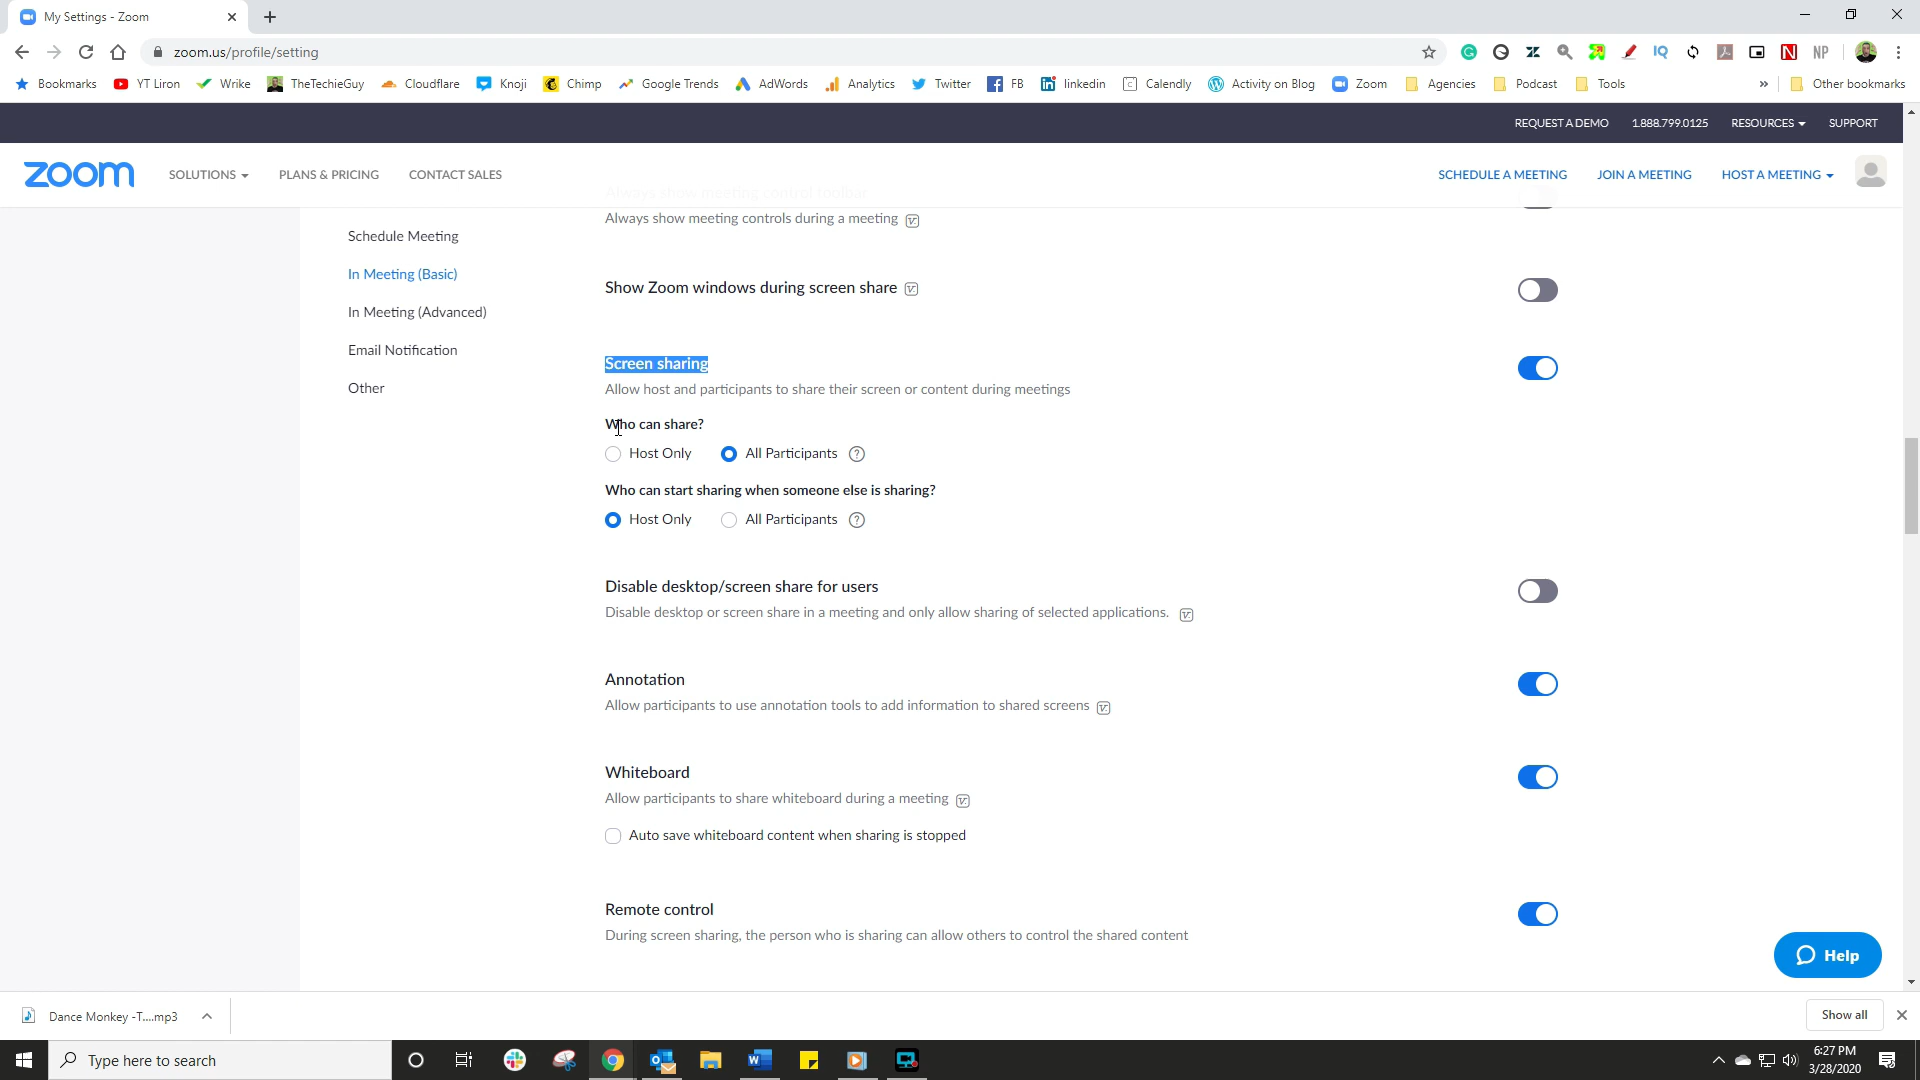 My Settings - Zoom
zoom.us/profile/setting
IQ
N
NP
Bookmarks
YT Liron
Wrike
TheTechieGuy
Cloudflare
Knoji
Chimp
Google Trends
AdWords
Analytics
Twitter
FB
linkedin
Calendly
Activity on Blog
Zoom
Agencies
Podcast
Tools
»
Other bookmarks
REQUEST A DEMO
1.888.799.0125
RESOURCES
SUPPORT
zoom
SOLUTIONS
PLANS & PRICING
CONTACT SALES
SCHEDULE A MEETING
JOIN A MEETING
HOST A MEETING
Always show meeting control toolbar
Always show meeting controls during a meeting
Schedule Meeting
In Meeting (Basic)
In Meeting (Advanced)
Email Notification
Other
Show Zoom windows during screen share
Screen sharing
Allow host and participants to share their screen or content during meetings
Who can share?
Host Only
All Participants ?
Who can start sharing when someone else is sharing?
Host Only
All Participants ?
Disable desktop/screen share for users
Disable desktop or screen share in a meeting and only allow sharing of selected applications.
Annotation
Allow participants to use annotation tools to add information to shared screens
Whiteboard
Allow participants to share whiteboard during a meeting
Auto save whiteboard content when sharing is stopped
Remote control
During screen sharing, the person who is sharing can allow others to control the shared content
Help
Dance Monkey -T....mp3
Show all
Type here to search
6:27 PM
3/28/2020